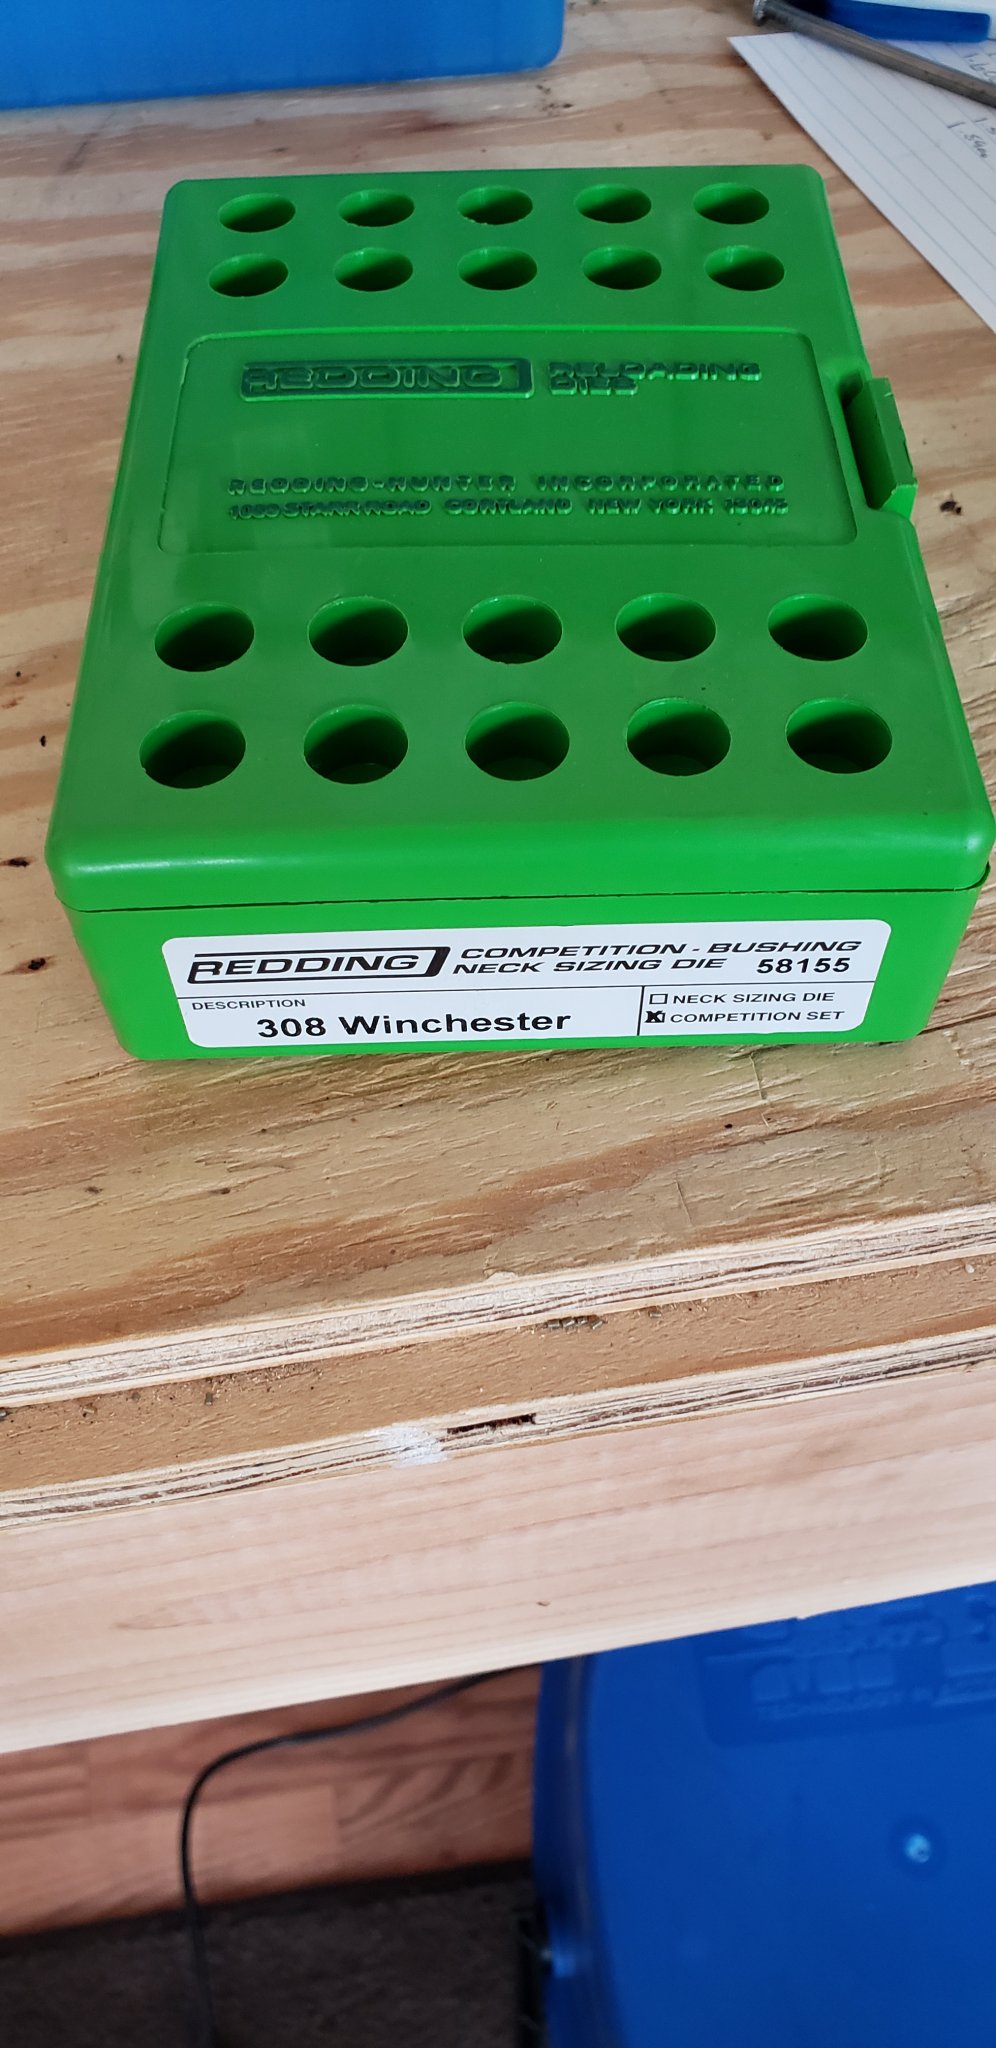 REDDING RELOADING
DIES
REDDING-HUNTER INCORPORATED
1089 STARR ROAD CORTLAND NEW YORK 13045
REDDING COMPETITION - BUSHING
NECK SIZING DIE 58155
DESCRIPTION
308 Winchester
NECK SIZING DIE
COMPETITION SET